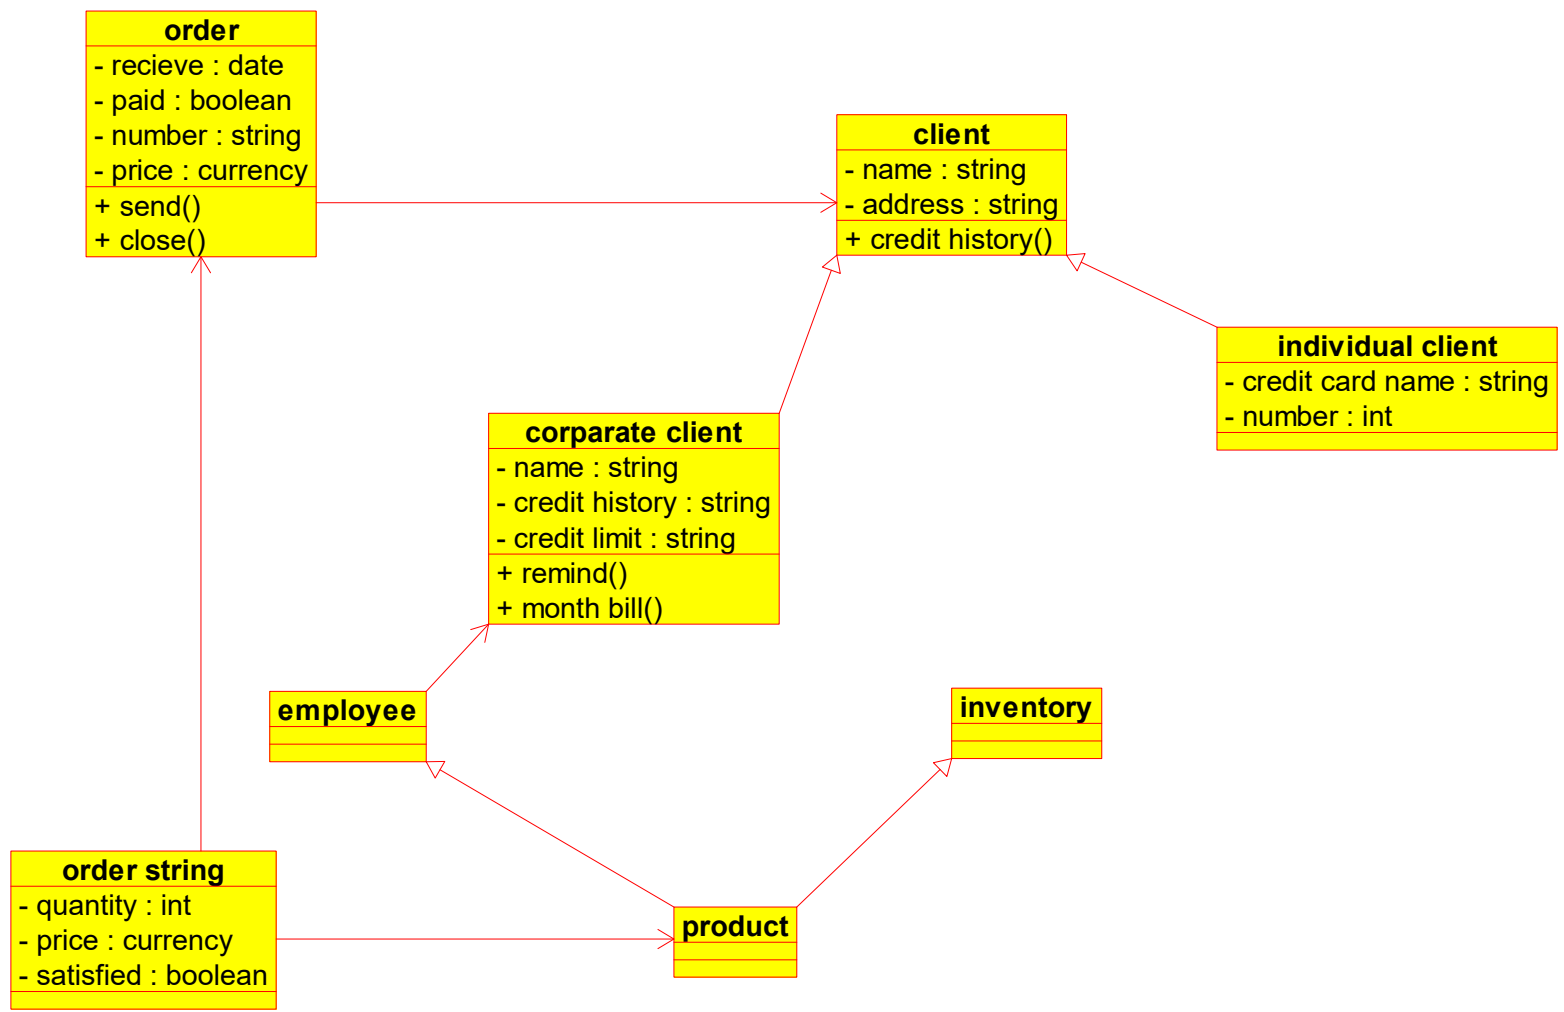 order
- recieve : date
- paid : boolean
- number : string
- price : currency
+ send()
+ close()
client
- name : string
- address : string
+ credit history()
individual client
- credit card name : string
- number : int
corparate client
- name : string
- credit history : string
- credit limit : string
+ remind()
+ month bill()
employee
inventory
order string
- quantity : int
- price : currency
- satisfied : boolean
product